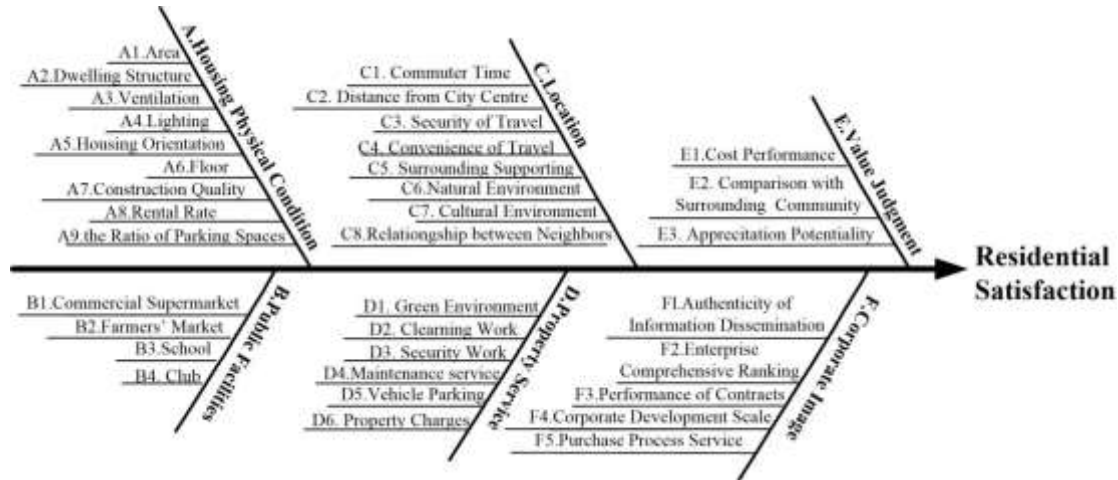 A.Housing Physical Condition
A1.Area
A2.Dwelling Structure
A3.Ventilation
A4.Lighting
A5.Housing Orientation
A6.Floor
A7.Construction Quality
A8.Rental Rate
A9.the Ratio of Parking Spaces
C.Location
C1. Commuter Time
C2. Distance from City Centre
C3. Security of Travel
C4. Convenience of Travel
C5. Surrounding Supporting
C6.Natural Environment
C7. Cultural Environment
C8.Relationgship between Neighbors
E.Value Judgment
E1.Cost Performance
E2. Comparison with
Surrounding Community
E3. Apprecitation Potentiality
Residential
Satisfaction
B.Public Facilities
B1.Commercial Supermarket
B2.Farmers' Market
B3.School
B4. Club
D.Property Service
D1. Green Environment
D2. Clearning Work
D3. Security Work
D4.Maintenance service
D5.Vehicle Parking
D6. Property Charges
F.Corporate Image
F1.Authenticity of
Information Dissemination
F2.Enterprise
Comprehensive Ranking
F3.Performance of Contracts
F4.Corporate Development Scale
F5.Purchase Process Service